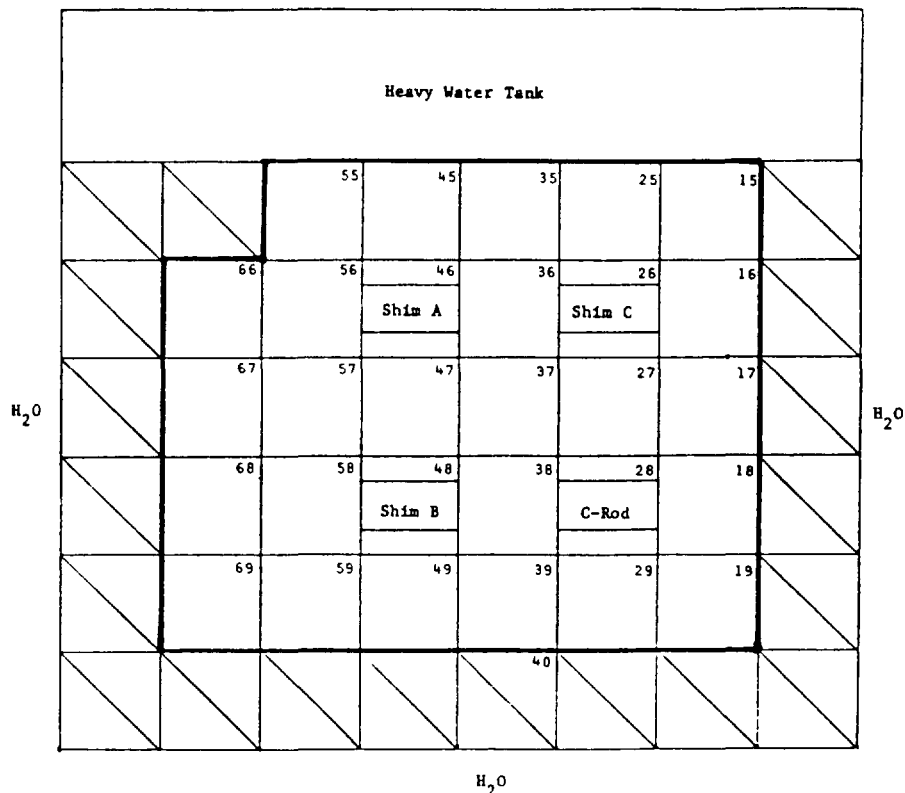 Heavy Water Tank
55 45 35 25 15
66 56 46 36 26 16
Shim A Shim C
67 57 47 37 27 17
H₂O H₂O
68 58 48 38 28 18
Shim B C-Rod
69 59 49 39 29 19
40
H₂O